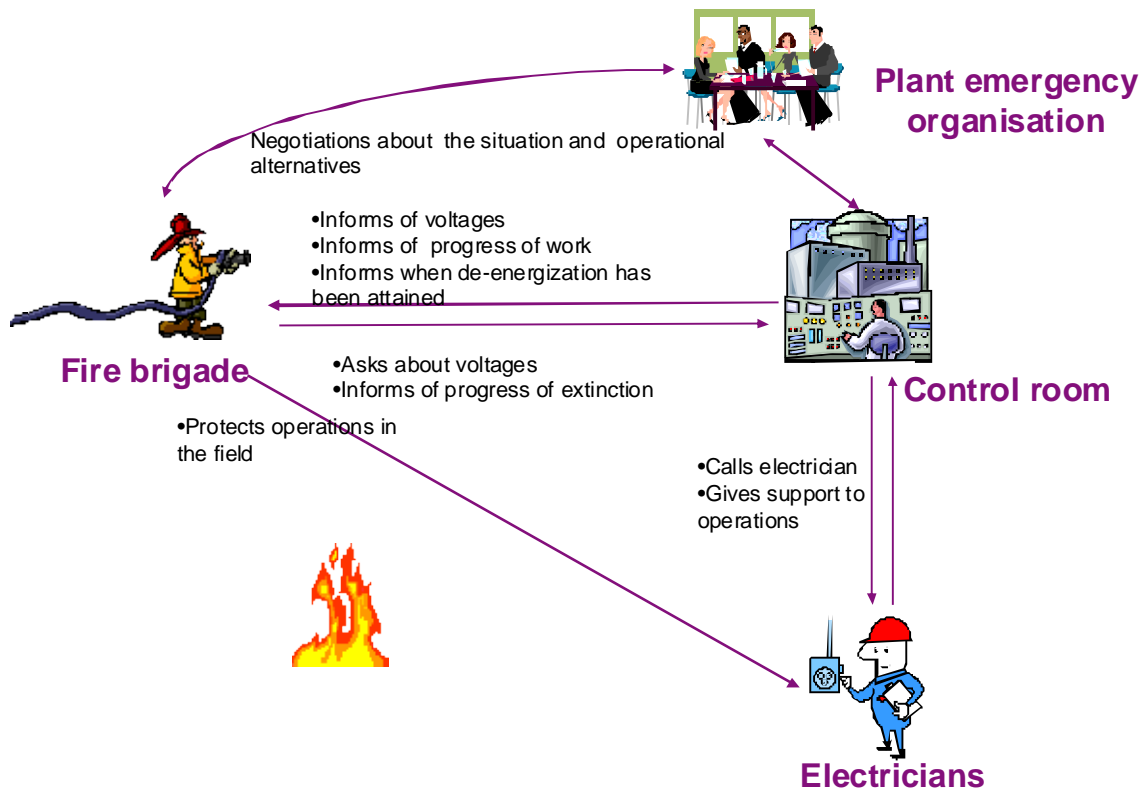 Plant emergency
organisation
Negotiations about the situation and operational
alternatives
•Informs of voltages
•Informs of progress of work
•Informs when de-energization has
been attained
Fire brigade
•Asks about voltages
•Informs of progress of extinction
Control room
•Protects operations in
the field
•Calls electrician
•Gives support to
operations
Electricians